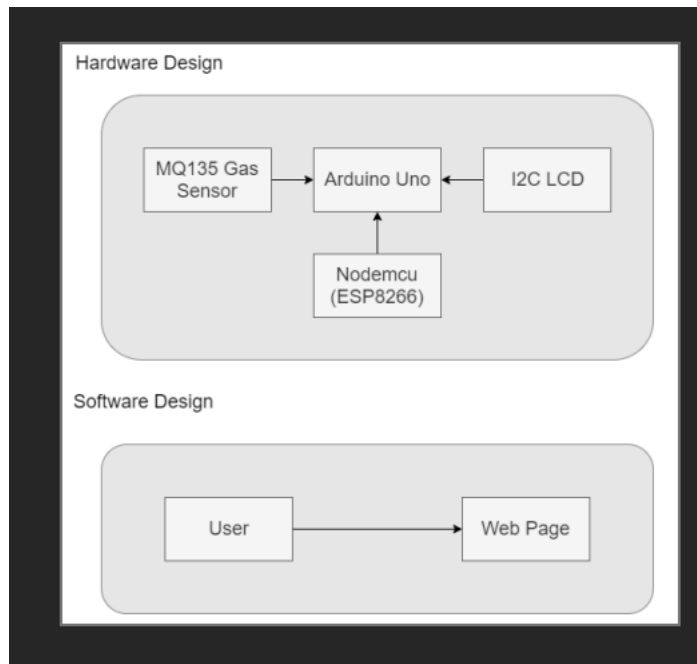 Hardware Design
MQ135 Gas
Sensor
Arduino Uno
I2C LCD
Nodemcu
(ESP8266)
Software Design
User
Web Page